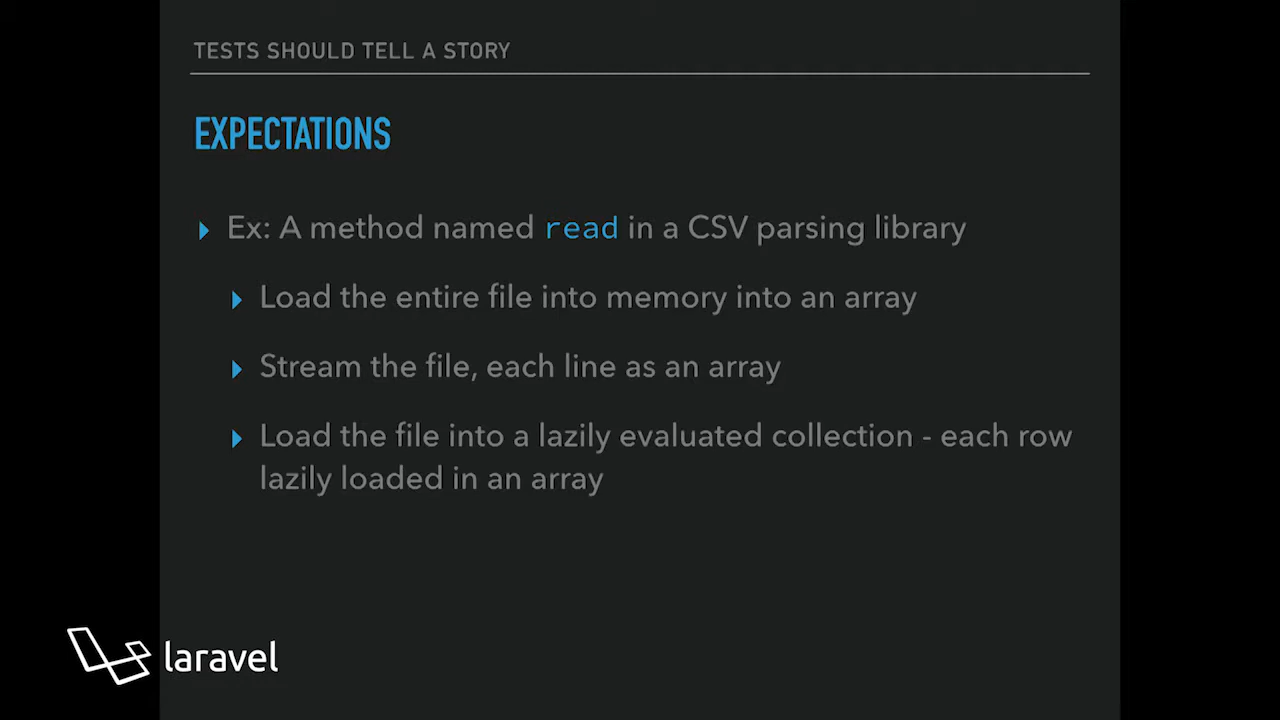 TESTS SHOULD TELL A STORY
EXPECTATIONS
Ex: A method named read in a CSV parsing library
Load the entire file into memory into an array
Stream the file, each line as an array
Load the file into a lazily evaluated collection - each row
lazily loaded in an array
laravel